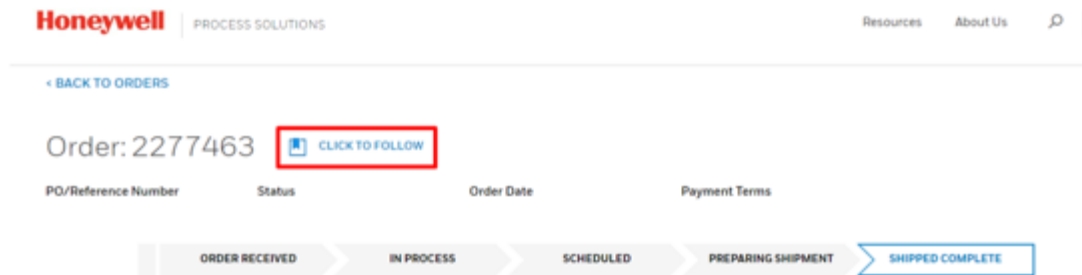 Honeywell PROCESS SOLUTIONS Resources About Us
< BACK TO ORDERS
Order: 2277463 CLICK TO FOLLOW
PO/Reference Number Status Order Date Payment Terms
ORDER RECEIVED IN PROCESS SCHEDULED PREPARING SHIPMENT SHIPPED COMPLETE